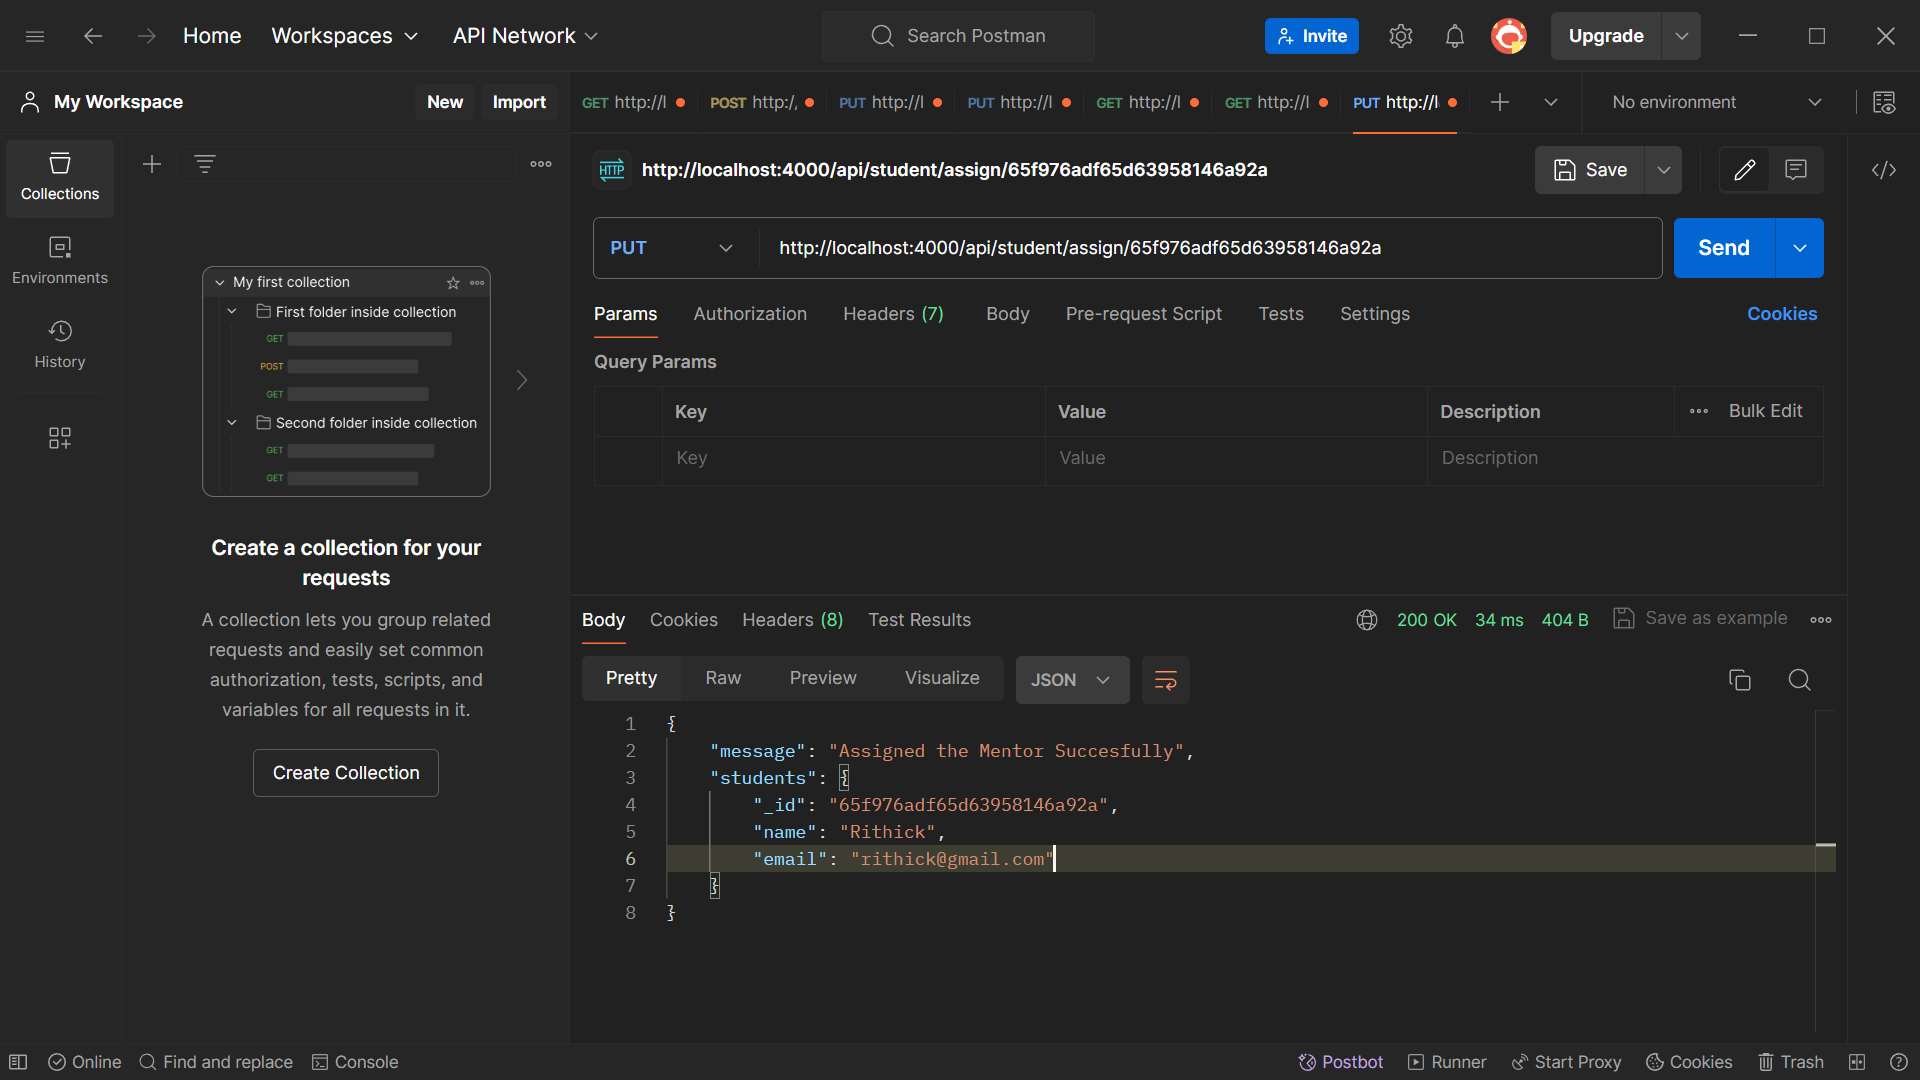 Home Workspaces API Network Search Postman Invite Upgrade
My Workspace New Import
GET http://l POST http:/, PUT http://l PUT http://l GET http://l GET http://l PUT http://l No environment
Collections
Environments
History
My first collection
First folder inside collection
GET
POST
GET
Second folder inside collection
GET
GET
Create a collection for your
requests
A collection lets you group related
requests and easily set common
authorization, tests, scripts, and
variables for all requests in it.
Create Collection
HTTP http://localhost:4000/api/student/assign/65f976adf65d63958146a92a Save </>
PUT http://localhost:4000/api/student/assign/65f976adf65d63958146a92a Send
Params Authorization Headers (7) Body Pre-request Script Tests Settings Cookies
Query Params
Key Value Description Bulk Edit
Key Value Description
Body Cookies Headers (8) Test Results 200 OK 34 ms 404 B Save as example
Pretty Raw Preview Visualize JSON
1 {
2 "message": "Assigned the Mentor Succesfully",
3 "students": {
4 "_id": "65f976adf65d63958146a92a",
5 "name": "Rithick",
6 "email": "rithick@gmail.com"
7 }
8 }
Online Find and replace Console Postbot Runner Start Proxy Cookies Trash